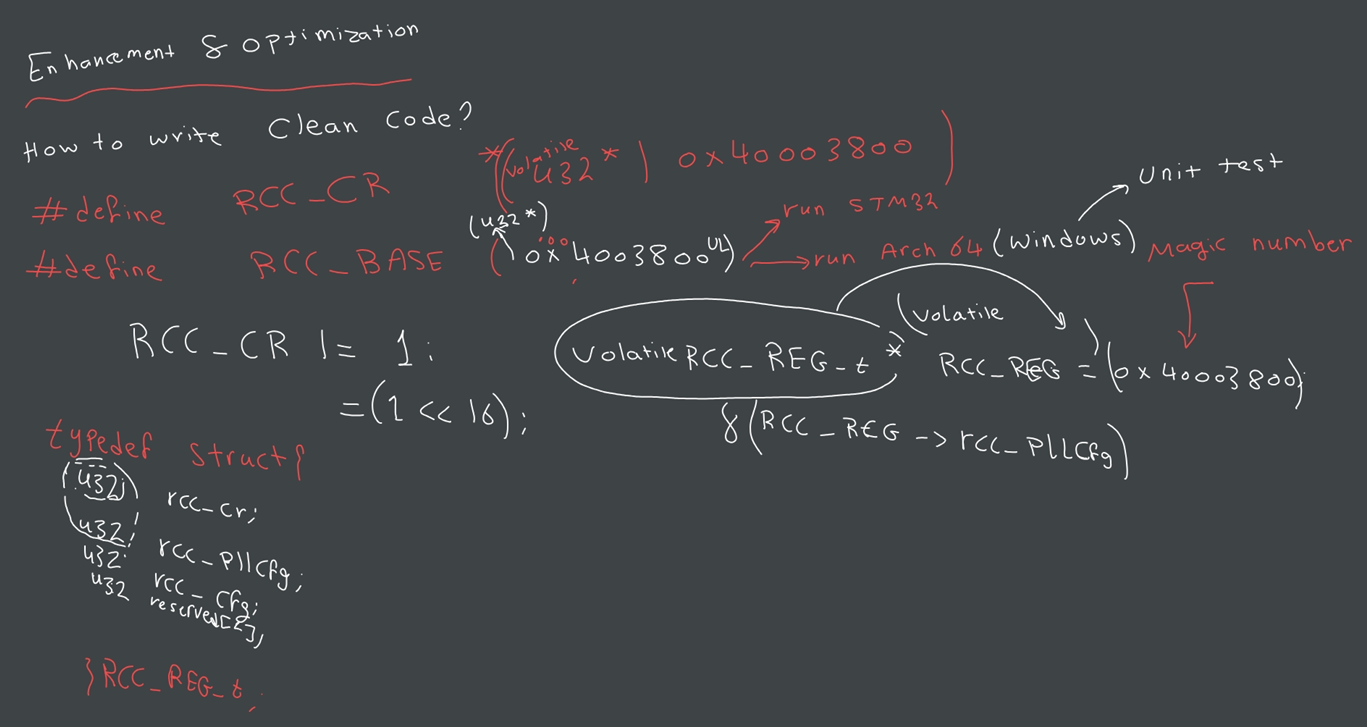 Enhancement & optimization
How to write Clean Code?
#define RCC_CR *((volatile u32*) 0x40003800)
(u32*)
#define RCC_BASE (0x4003800UL)
run STM32
run Arch 64 (windows)
Unit test
Magic number
RCC_CR |= 1;
=(1 << 16);
Volatile RCC_REG_t * RCC_REG = (0x40003800);
(volatile )
&(RCC_REG -> rcc_PllCfg)
typedef struct{
u32 rcc_cr;
u32 rcc_Pllcfg;
u32 rcc_cfg;
u32 reserved[2];
}RCC_REG_t;